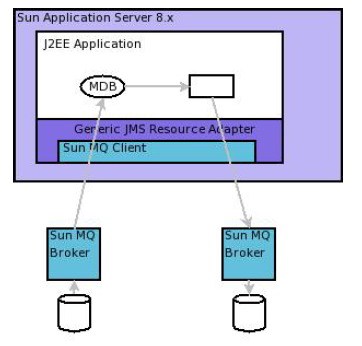 Sun Application Server 8.x
J2EE Application
MDB
Generic JMS Resource Adapter
Sun MQ Client
Sun MQ
Broker
Sun MQ
Broker